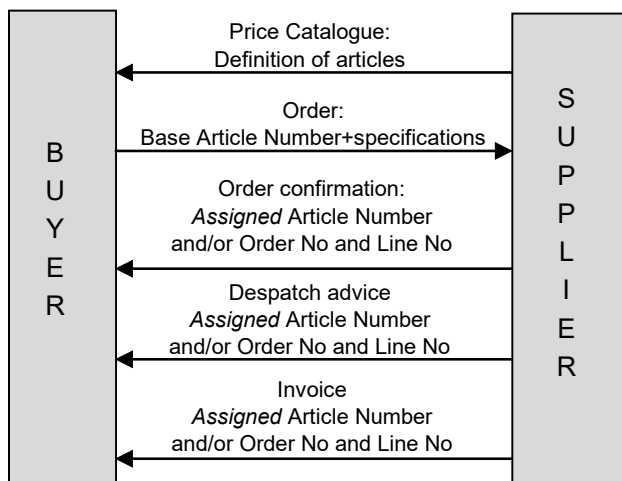 Price Catalogue:
Definition of articles
Order:
Base Article Number+specifications
Order confirmation:
Assigned Article Number
and/or Order No and Line No
Despatch advice
Assigned Article Number
and/or Order No and Line No
Invoice
Assigned Article Number
and/or Order No and Line No
B
U
Y
E
R
S
U
P
P
L
I
E
R